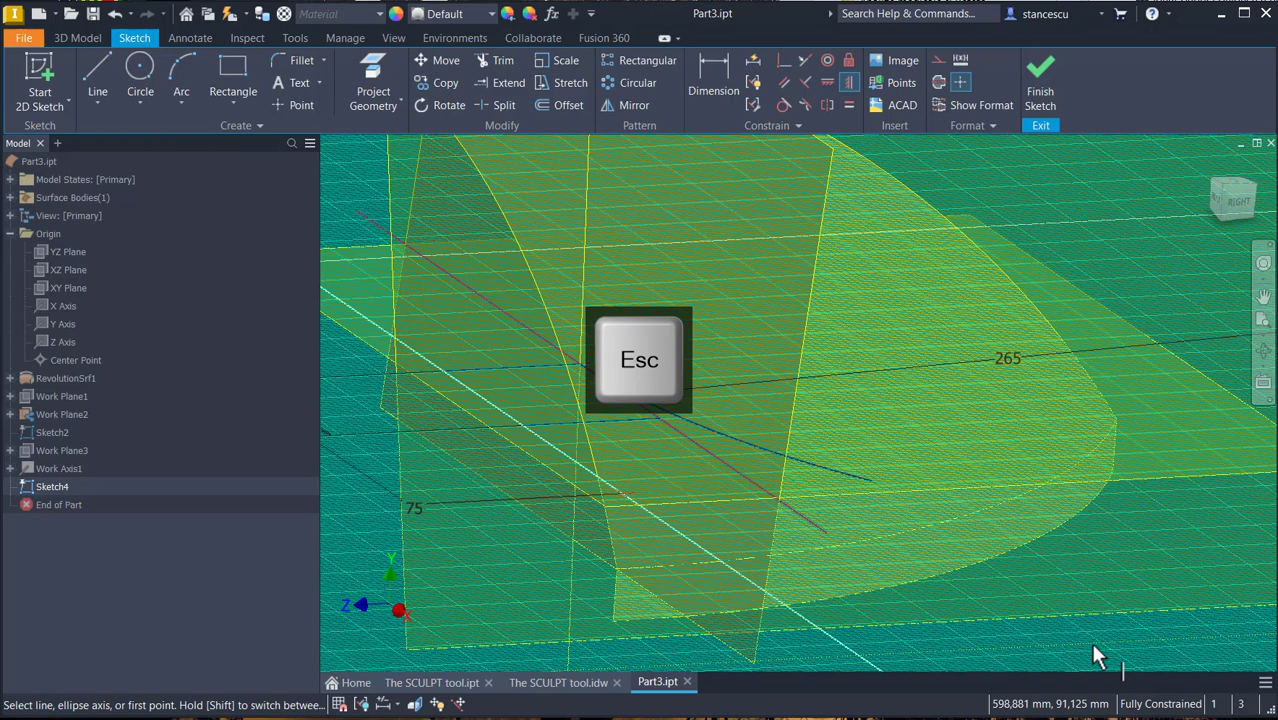 Material Default fx Part3.ipt Search Help & Commands... stancescu
File 3D Model Sketch Annotate Inspect Tools Manage View Environments Collaborate Fusion 360
Start 2D Sketch Line Circle Arc Rectangle Fillet Text Point Project Geometry Move Copy Rotate Trim Extend Split Scale Stretch Offset Rectangular Circular Mirror Dimension Image Points ACAD Show Format Finish Sketch
Sketch Create Modify Pattern Constrain Insert Format Exit
Model
Part3.ipt
Model States: [Primary]
Surface Bodies(1)
View: [Primary]
Origin
YZ Plane
XZ Plane
XY Plane
X Axis
Y Axis
Z Axis
Center Point
RevolutionSrf1
Work Plane1
Work Plane2
Sketch2
Work Plane3
Work Axis1
Sketch4
End of Part
RIGHT
265
Esc
75
Y
Z
X
Home The SCULPT tool.ipt The SCULPT tool.idw Part3.ipt
Select line, ellipse axis, or first point. Hold [Shift] to switch betwee... 598,881 mm, 91,125 mm Fully Constrained 1 3